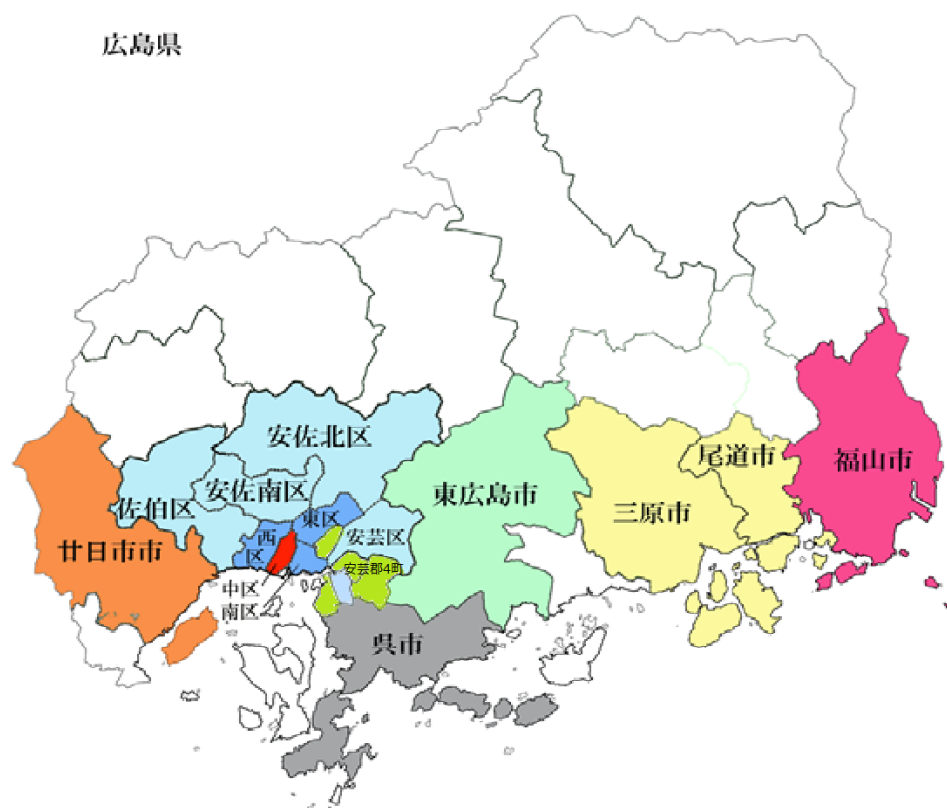 広島県
安佐北区
尾道市
福山市
安佐南区
東広島市
佐伯区
三原市
東区
西
区
安芸区
廿日市市
安芸郡4町
中区
南区
呉市